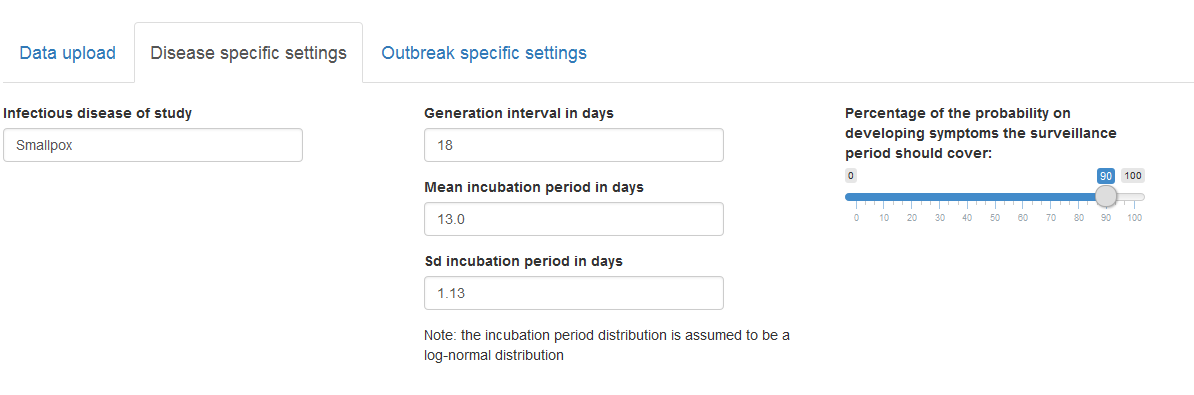 Data upload
Disease specific settings
Outbreak specific settings
Infectious disease of study
Smallpox
Generation interval in days
18
Mean incubation period in days
13.0
Sd incubation period in days
1.13
Note: the incubation period distribution is assumed to be a
log-normal distribution
Percentage of the probability on
developing symptoms the surveillance
period should cover:
0 90 100
0 10 20 30 40 50 60 70 80 90 100